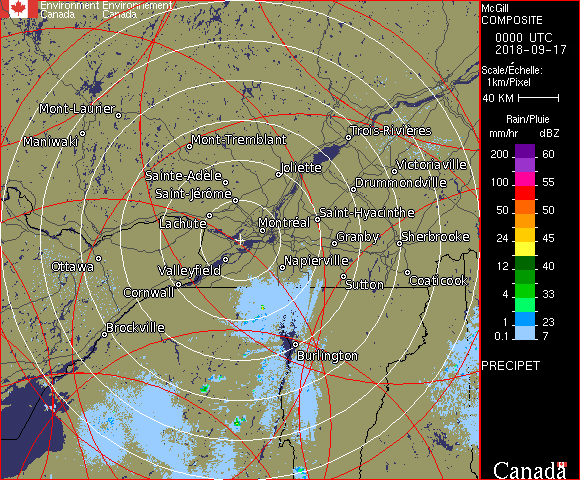 Environment Environnement
Canada Canada
McGill
COMPOSITE
0000 UTC
2018-09-17
Scale/Échelle:
1km/Pixel
40 KM
Rain/Pluie
mm/hr dBZ
200 60
100 55
50 50
24 45
12 40
4 33
1 23
0.1 7
PRECIPET
Canada
Mont-Laurier
Maniwaki
Mont-Tremblant
Trois-Rivières
Sainte-Adèle
Joliette
Victoriaville
Saint-Jérôme
Drummondville
Lachute
Montréal
Saint-Hyacinthe
Granby
Sherbrooke
Ottawa
Valleyfield
Napierville
Cornwall
Sutton
Coaticook
Brockville
Burlington